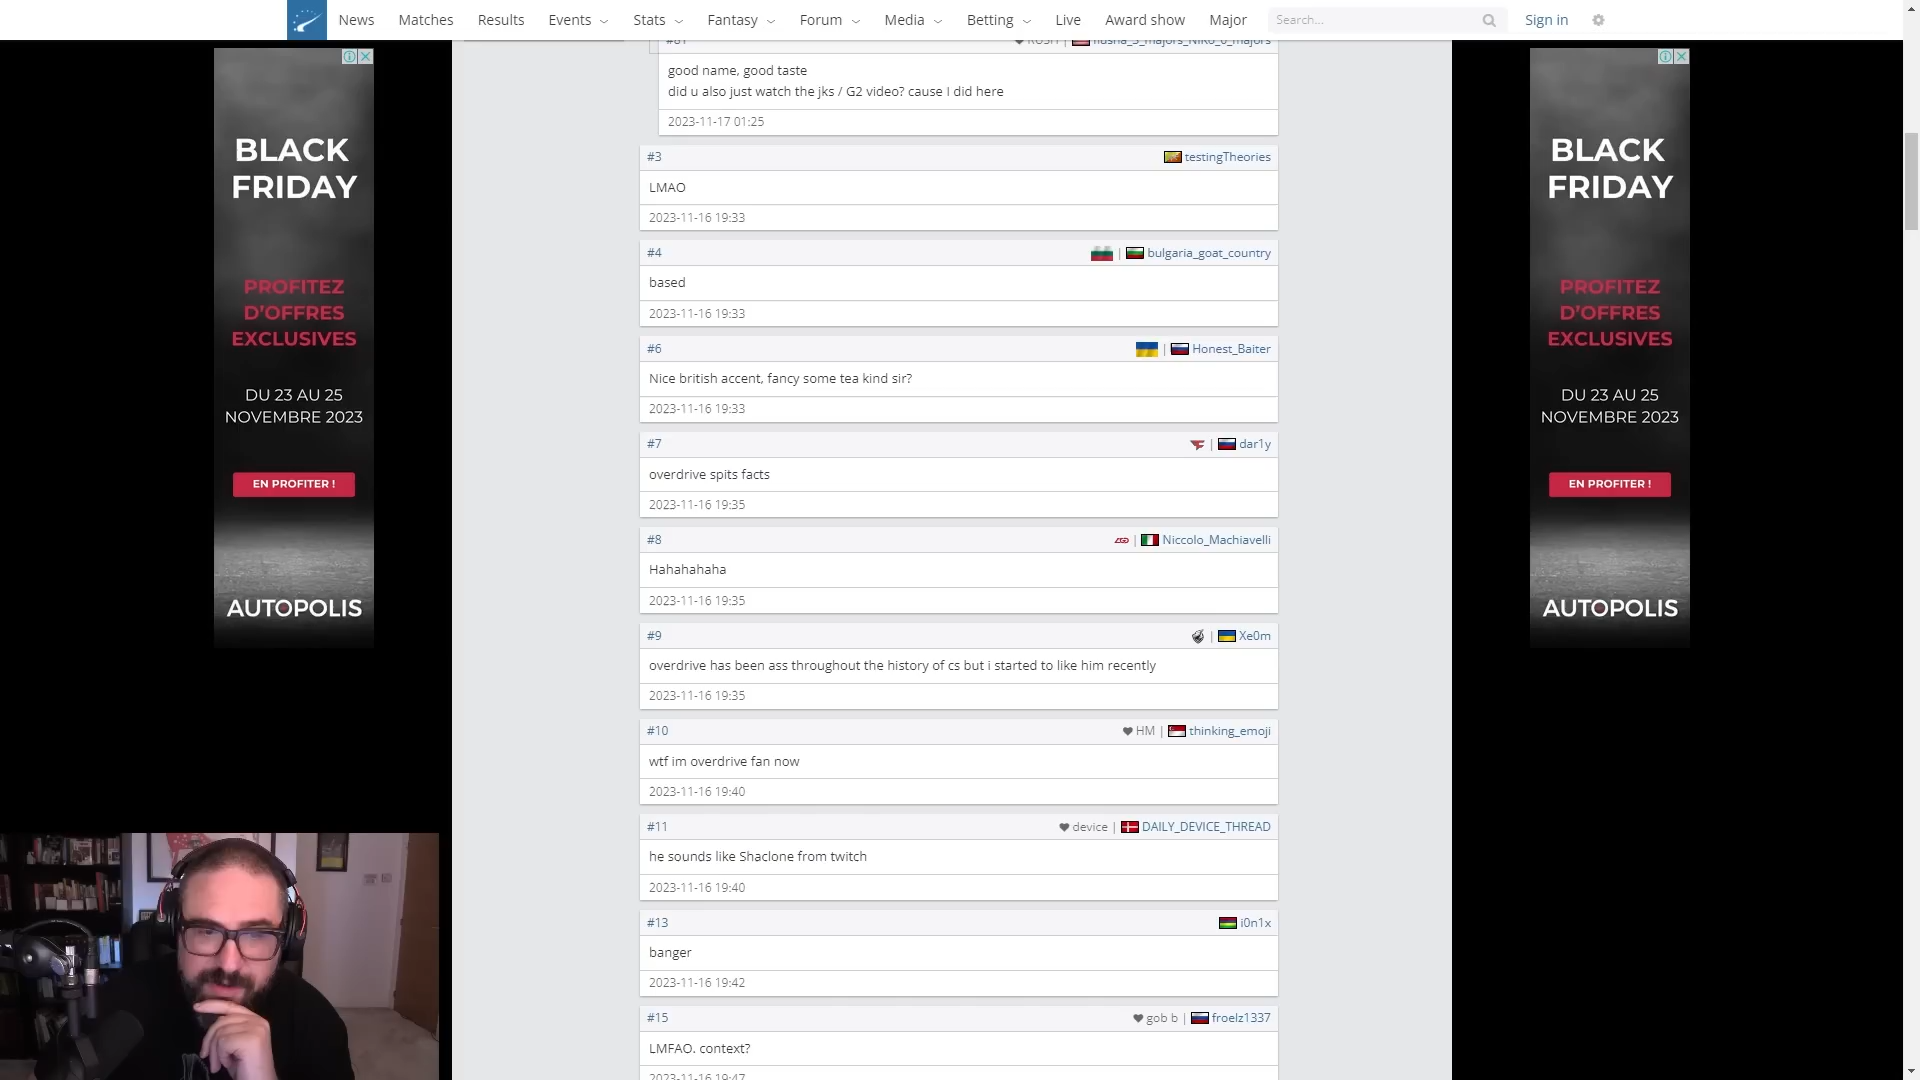 News Matches Results Events Stats Fantasy Forum Media Betting Live Award show Major Search... Sign in
#81 RUSH | flusha_3_majors_NiKo_0_majors
good name, good taste
did u also just watch the jks / G2 video? cause I did here
2023-11-17 01:25
#3 testingTheories
LMAO
2023-11-16 19:33
#4 | bulgaria_goat_country
based
2023-11-16 19:33
#6 | Honest_Baiter
Nice british accent, fancy some tea kind sir?
2023-11-16 19:33
#7 | dar1y
overdrive spits facts
2023-11-16 19:35
#8 | Niccolo_Machiavelli
Hahahahaha
2023-11-16 19:35
#9 | Xe0m
overdrive has been ass throughout the history of cs but i started to like him recently
2023-11-16 19:35
#10 HM | thinking_emoji
wtf im overdrive fan now
2023-11-16 19:40
#11 device | DAILY_DEVICE_THREAD
he sounds like Shaclone from twitch
2023-11-16 19:40
#13 i0n1x
banger
2023-11-16 19:42
#15 gob b | froelz1337
LMFAO. context?
2023-11-16 19:47
BLACK
FRIDAY
PROFITEZ
D'OFFRES
EXCLUSIVES
DU 23 AU 25
NOVEMBRE 2023
EN PROFITER !
AUTOPOLIS
BLACK
FRIDAY
PROFITEZ
D'OFFRES
EXCLUSIVES
DU 23 AU 25
NOVEMBRE 2023
EN PROFITER !
AUTOPOLIS